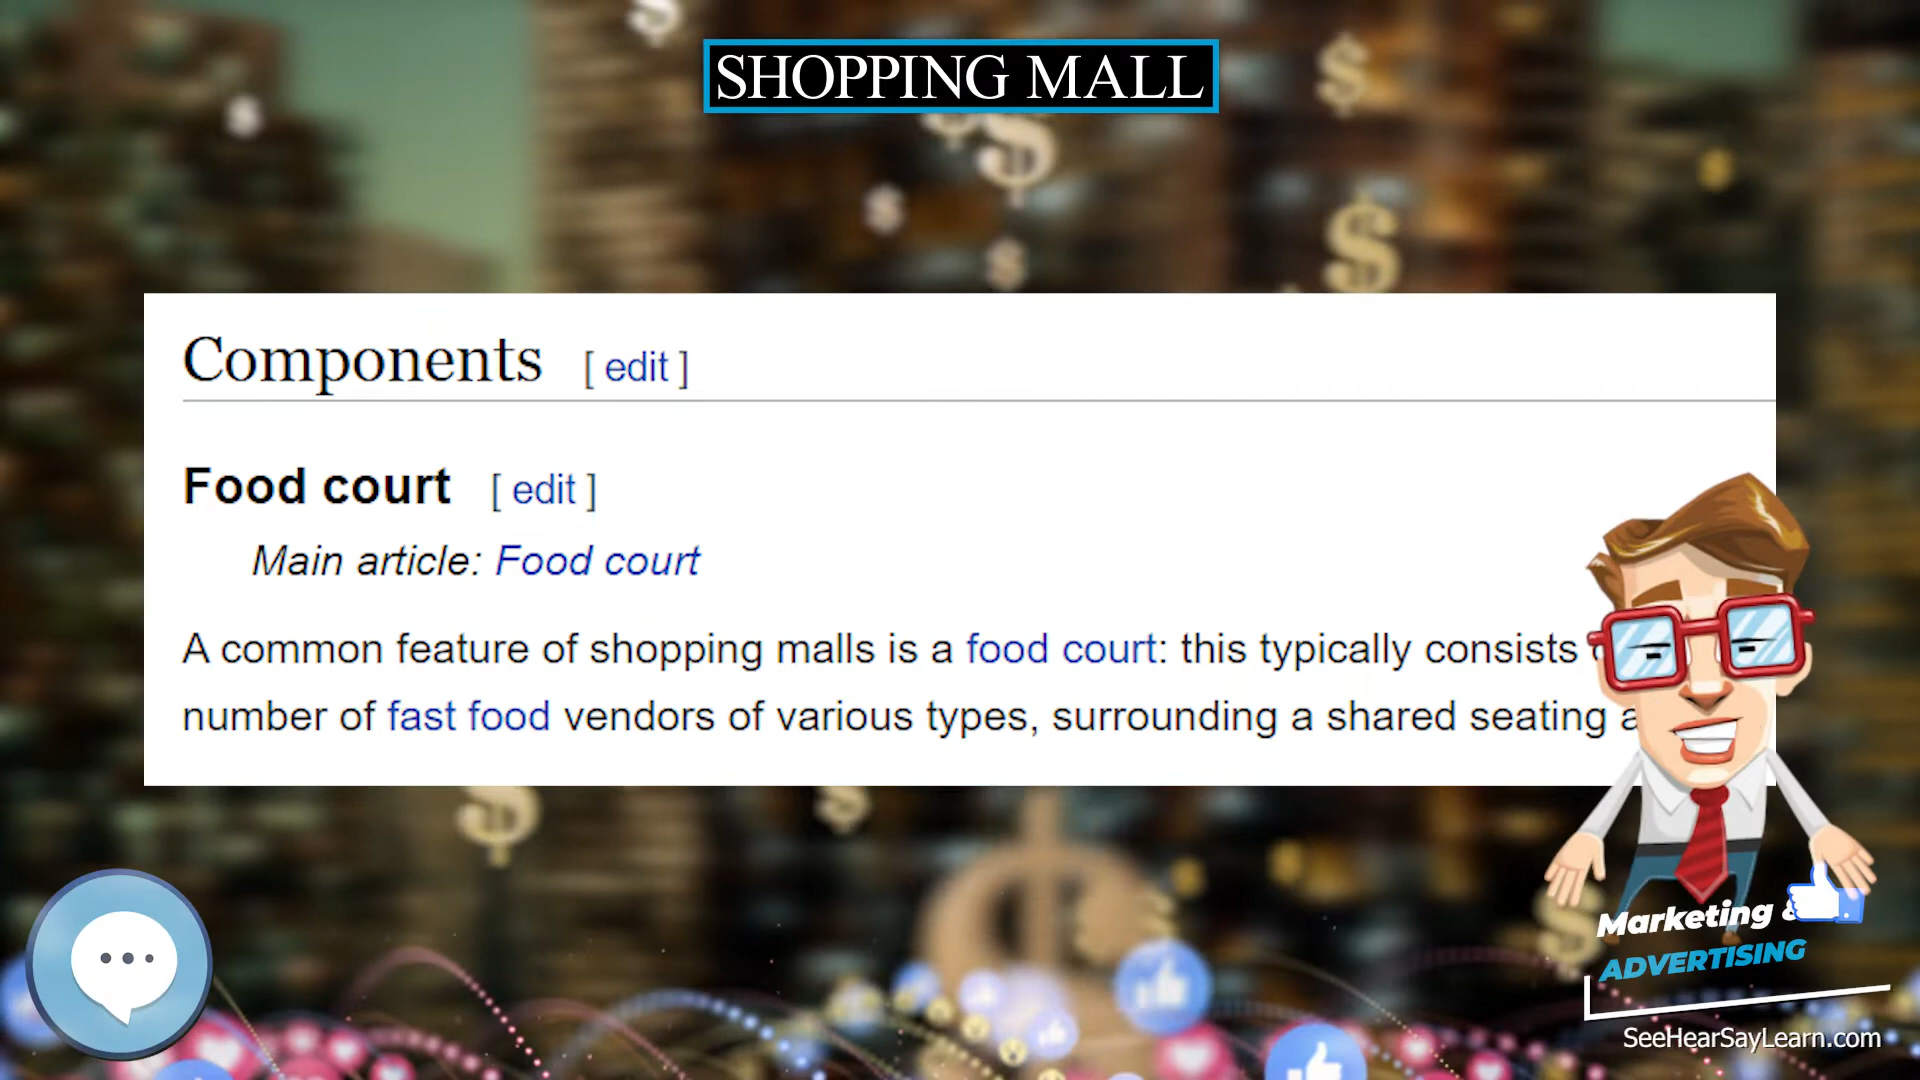 SHOPPING MALL
Components [ edit ]
Food court [ edit ]
Main article: Food court
A common feature of shopping malls is a food court: this typically consists
number of fast food vendors of various types, surrounding a shared seating
Marketing &
ADVERTISING
SeeHearSayLearn.com